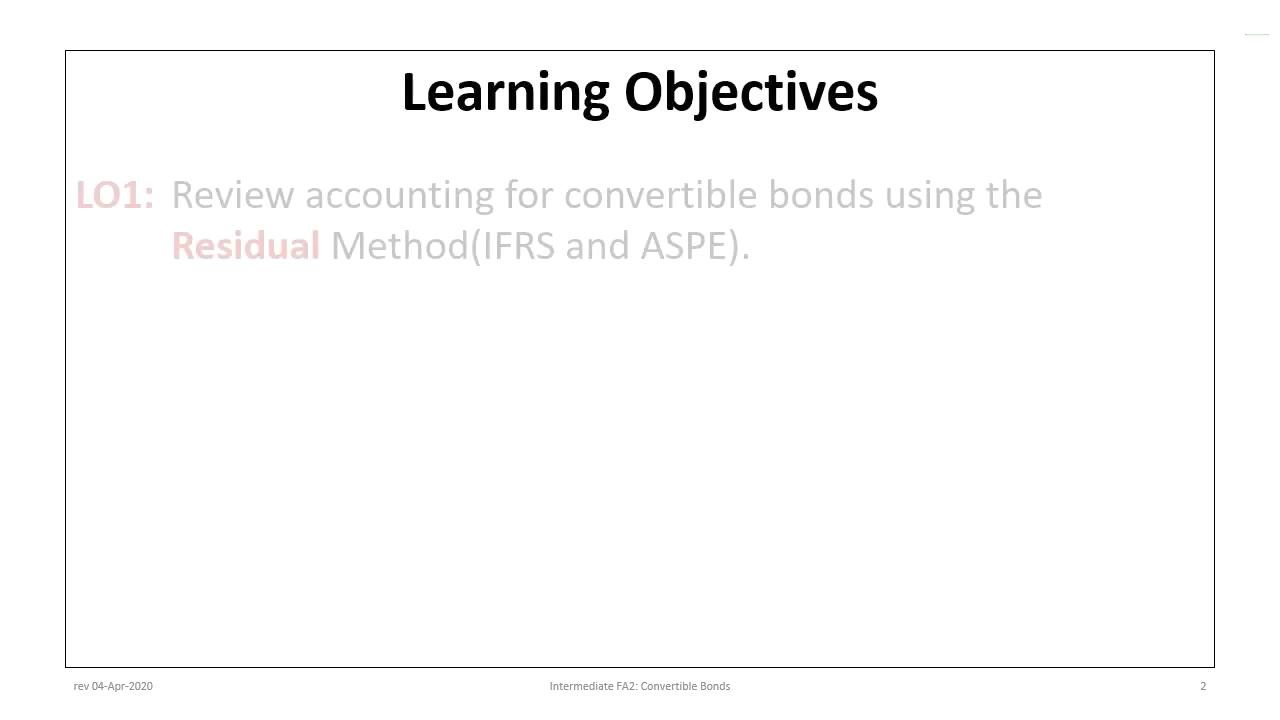 Learning Objectives
LO1: Review accounting for convertible bonds using the
Residual Method(IFRS and ASPE).
rev 04-Apr-2020
Intermediate FA2: Convertible Bonds
2